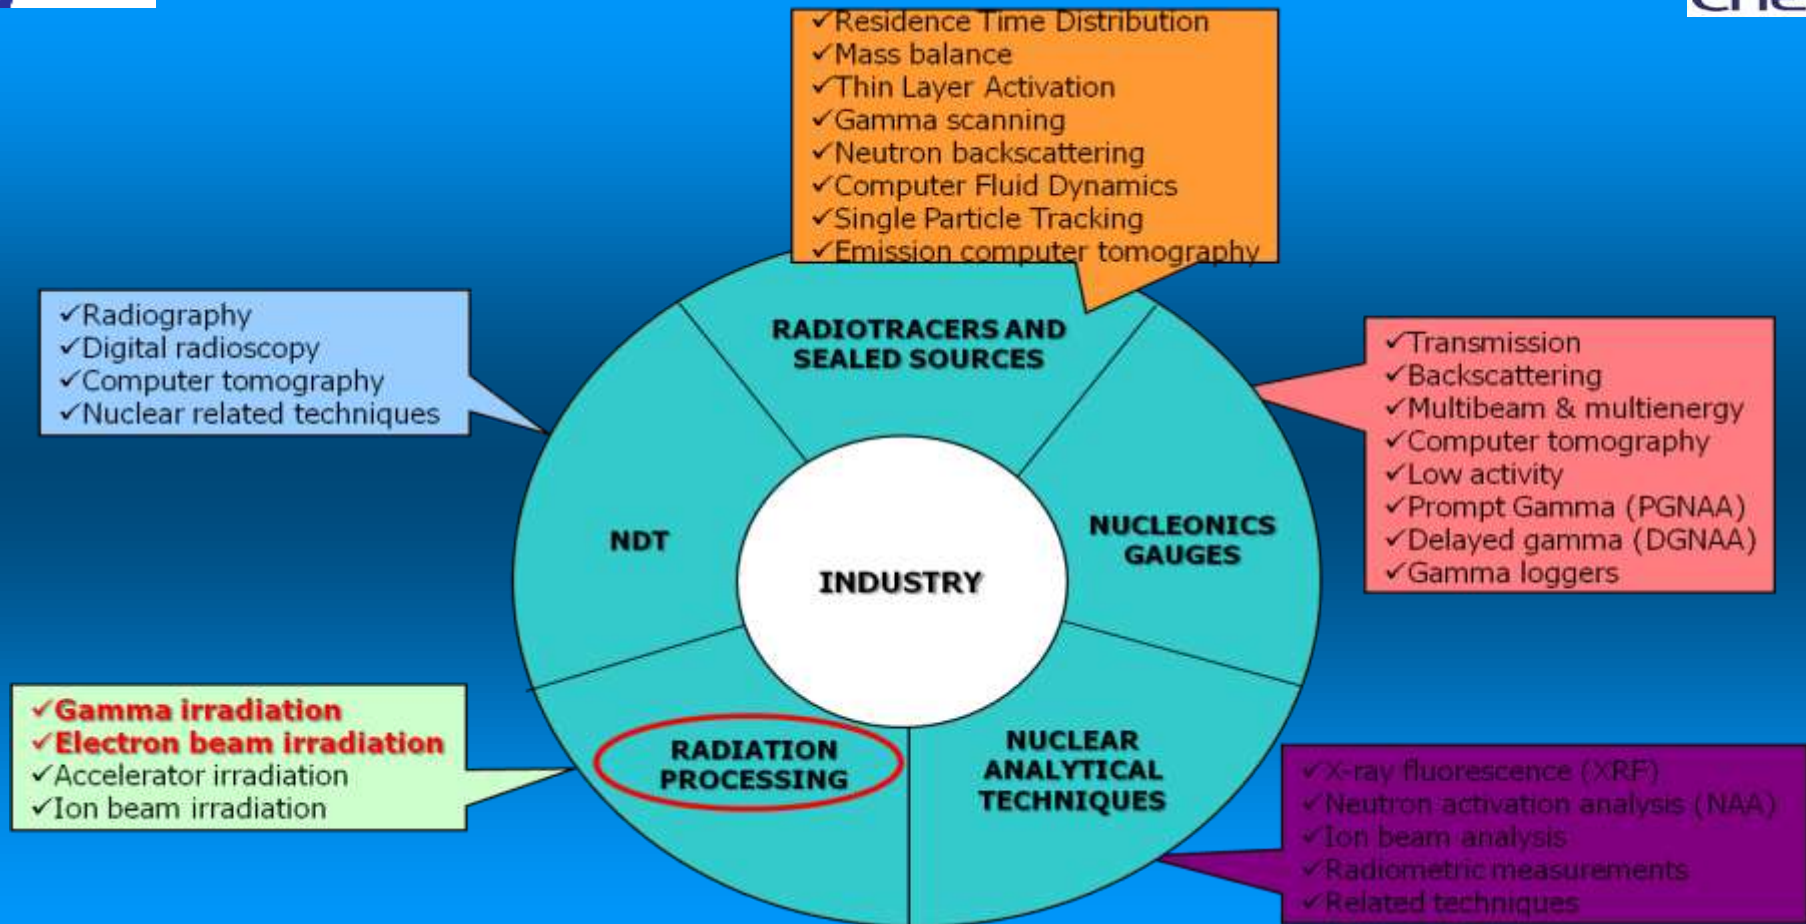 ✓Residence Time Distribution
✓Mass balance
✓Thin Layer Activation
✓Gamma scanning
✓Neutron backscattering
✓Computer Fluid Dynamics
✓Single Particle Tracking
✓Emission computer tomography
✓Radiography
✓Digital radioscopy
✓Computer tomography
✓Nuclear related techniques
RADIOTRACERS AND
SEALED SOURCES
✓Transmission
✓Backscattering
✓Multibeam & multienergy
✓Computer tomography
✓Low activity
✓Prompt Gamma (PGNAA)
✓Delayed gamma (DGNAA)
✓Gamma loggers
NDT
NUCLEONICS
GAUGES
INDUSTRY
✓Gamma irradiation
✓Electron beam irradiation
✓Accelerator irradiation
✓Ion beam irradiation
RADIATION
PROCESSING
NUCLEAR
ANALYTICAL
TECHNIQUES
✓X-ray fluorescence (XRF)
✓Neutron activation analysis (NAA)
✓Ion beam analysis
✓Radiometric measurements
✓Related techniques